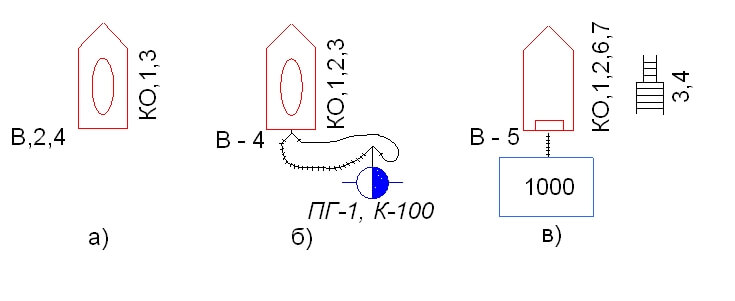 В,2,4
КО,1,3
а)
В - 4
КО,1,2,3
ПГ-1, К-100
б)
В - 5
КО,1,2,6,7
3,4
1000
в)